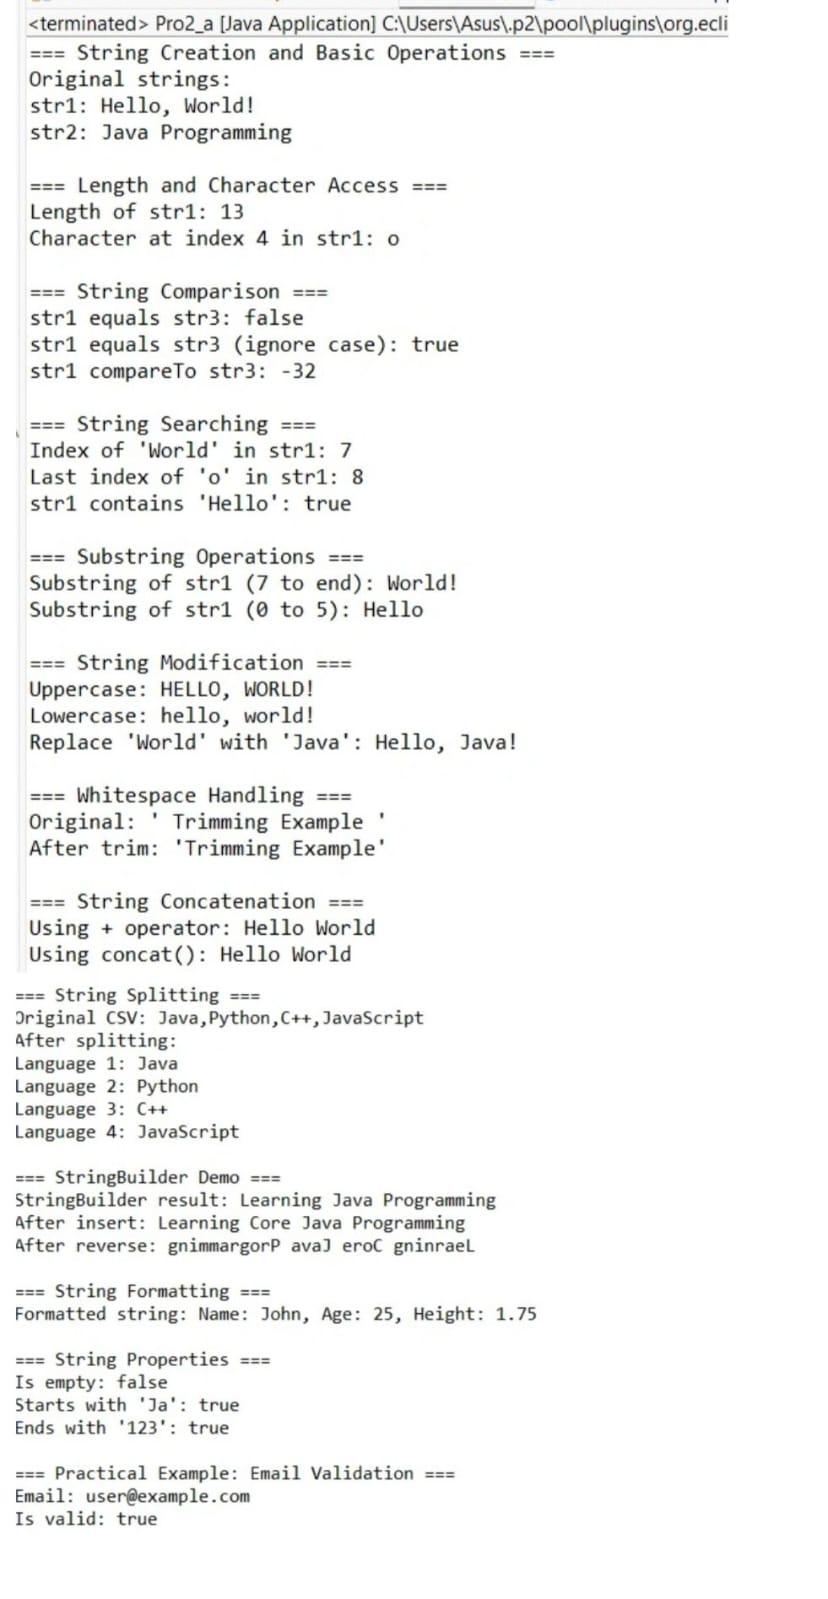 <terminated> Pro2_a [Java Application] C:\Users\Asus\.p2\pool\plugins\org.ecli
=== String Creation and Basic Operations ===
Original strings:
str1: Hello, World!
str2: Java Programming
=== Length and Character Access ===
Length of str1: 13
Character at index 4 in str1: o
=== String Comparison ===
str1 equals str3: false
str1 equals str3 (ignore case): true
str1 compareTo str3: -32
=== String Searching ===
Index of 'World' in str1: 7
Last index of 'o' in str1: 8
str1 contains 'Hello': true
=== Substring Operations ===
Substring of str1 (7 to end): World!
Substring of str1 (0 to 5): Hello
=== String Modification ===
Uppercase: HELLO, WORLD!
Lowercase: hello, world!
Replace 'World' with 'Java': Hello, Java!
=== Whitespace Handling ===
Original: ' Trimming Example '
After trim: 'Trimming Example'
=== String Concatenation ===
Using + operator: Hello World
Using concat(): Hello World
=== String Splitting ===
Original CSV: Java,Python,C++,JavaScript
After splitting:
Language 1: Java
Language 2: Python
Language 3: C++
Language 4: JavaScript
=== StringBuilder Demo ===
StringBuilder result: Learning Java Programming
After insert: Learning Core Java Programming
After reverse: gnimmargorP avaJ eroC gninraeL
=== String Formatting ===
Formatted string: Name: John, Age: 25, Height: 1.75
=== String Properties ===
Is empty: false
Starts with 'Ja': true
Ends with '123': true
=== Practical Example: Email Validation ===
Email: user@example.com
Is valid: true